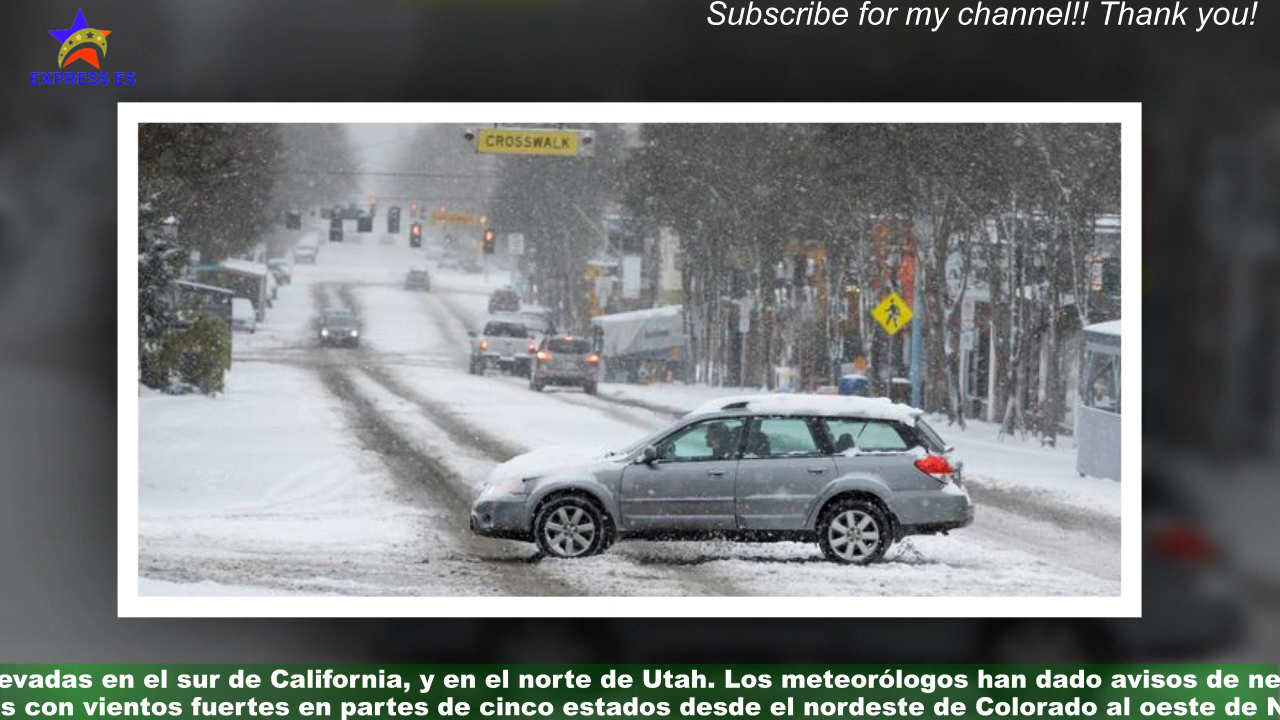 Subscribe for my channel!! Thank you!
EXPRESS ES
CROSSWALK
evadas en el sur de California, y en el norte de Utah. Los meteorólogos han dado avisos de ne
s con vientos fuertes en partes de cinco estados desde el nordeste de Colorado al oeste de N